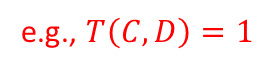 e.g., T(C, D) = 1